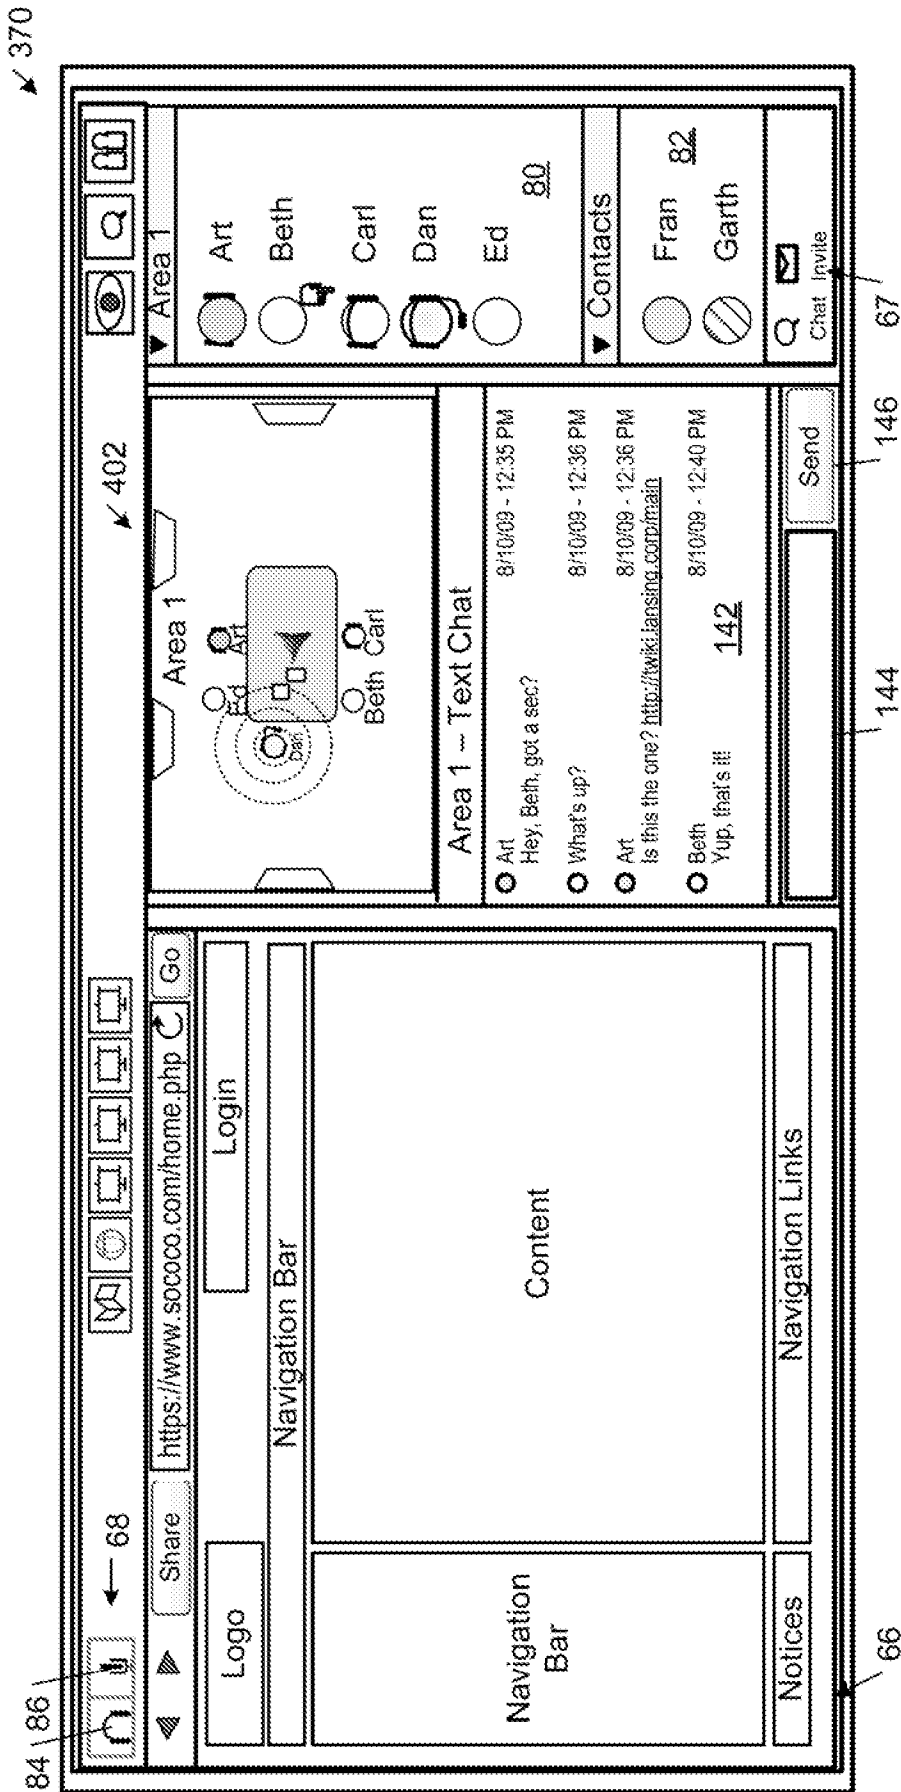 370
84
86
68
402
Share
https://www.sococo.com/home.php
Go
Logo
Login
Navigation Bar
Navigation
Bar
Content
Notices
Navigation Links
66
Area 1
Ed
Art
Dan
Beth
Carl
Area 1 – Text Chat
Art
8/10/09 - 12:35 PM
Hey, Beth, got a sec?
What's up?
8/10/09 - 12:36 PM
Art
8/10/09 - 12:36 PM
Is this the one? http://twiki.lansing.corp/main
Beth
8/10/09 - 12:40 PM
Yup, that's it!
142
Send
144
146
Area 1
Art
Beth
Carl
Dan
Ed
80
Contacts
Fran
82
Garth
Chat
Invite
67